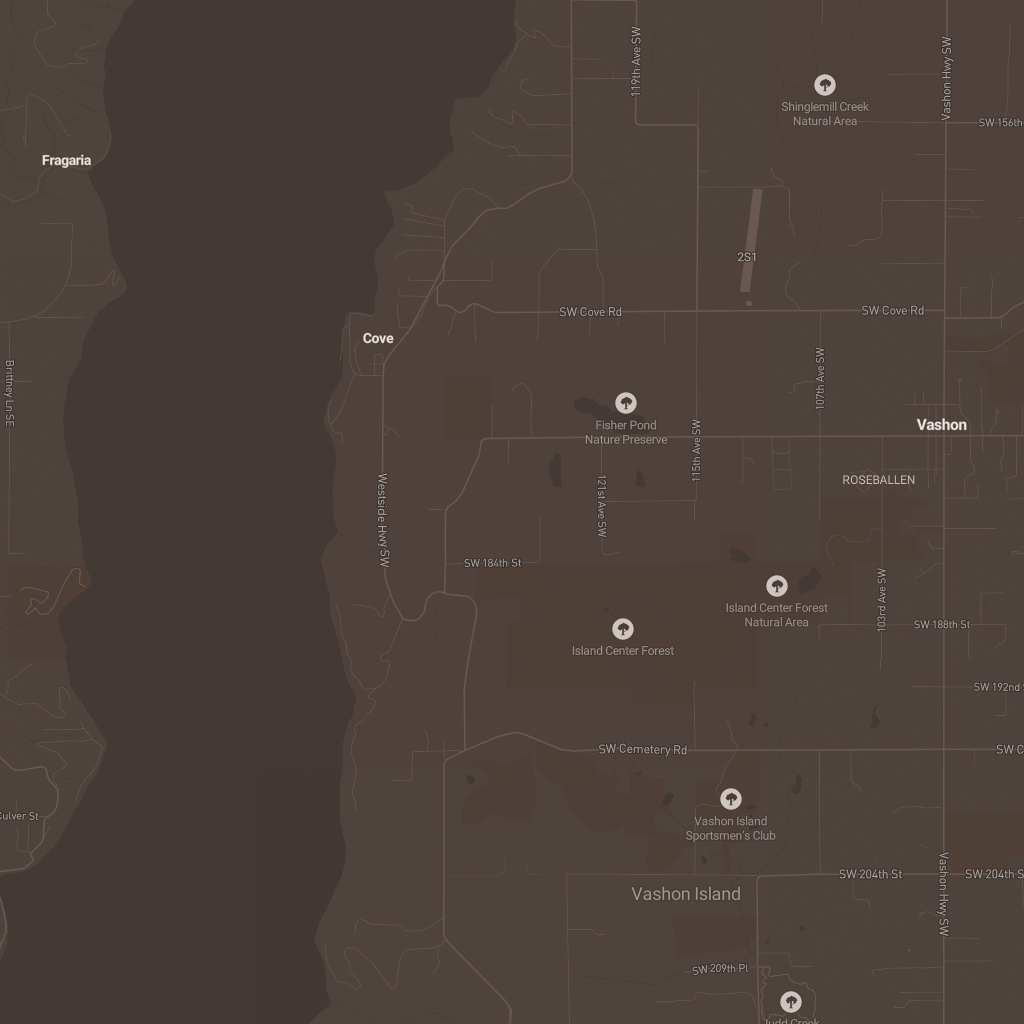 119th Ave SW
Vashon Hwy SW
Shinglemill Creek
Natural Area
SW 156th
Fragaria
2S1
SW Cove Rd
SW Cove Rd
Cove
Brittney Ln SE
107th Ave SW
Fisher Pond
Nature Preserve
115th Ave SW
Vashon
ROSEBALLEN
Westside Hwy SW
121st Ave SW
SW 184th St
Island Center Forest
Natural Area
103rd Ave SW
SW 188th St
Island Center Forest
SW 192nd
SW Cemetery Rd
SW C
Vashon Island
Sportsmen's Club
Culver St
Vashon Hwy SW
SW 204th St
SW 204th S
Vashon Island
SW 209th Pl
Judd Creek